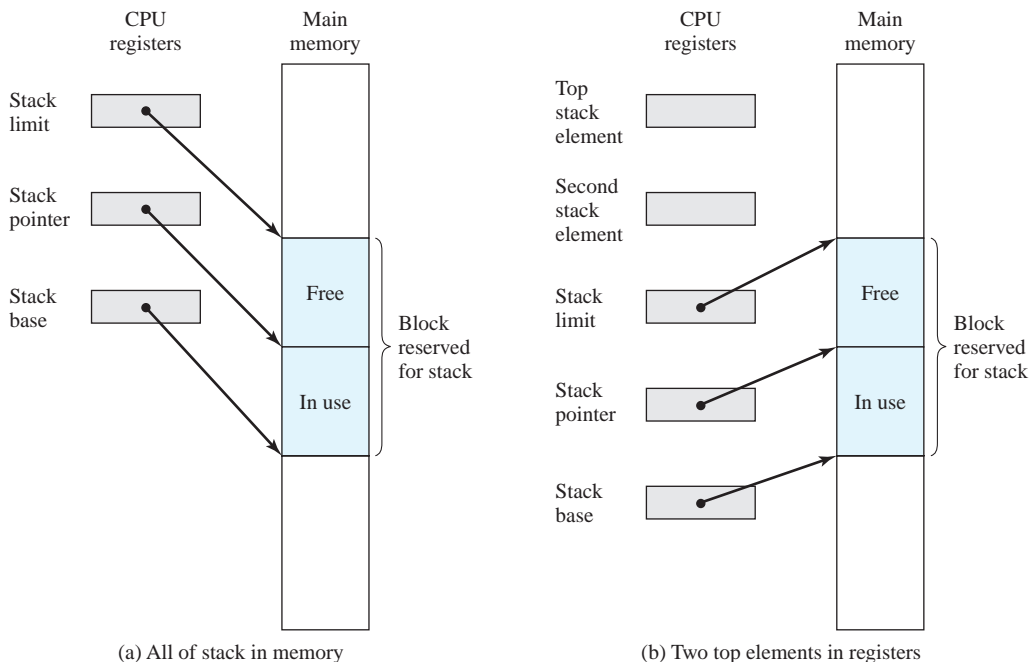 CPU
registers
Main
memory
Stack
limit
Stack
pointer
Stack
base
Free
In use
Block
reserved
for stack
(a) All of stack in memory
CPU
registers
Main
memory
Top
stack
element
Second
stack
element
Stack
limit
Stack
pointer
Stack
base
Free
In use
Block
reserved
for stack
(b) Two top elements in registers